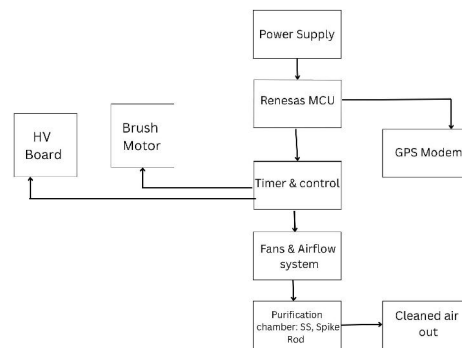 Power Supply
Renesas MCU
HV
Board
Brush
Motor
GPS Modem
Timer & control
Fans & Airflow
system
Purification
chamber: SS, Spike
Rod
Cleaned air
out